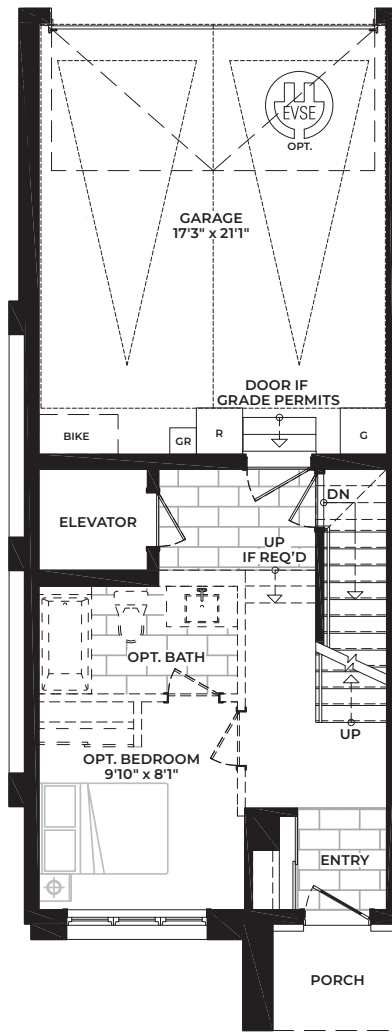 EVSE
OPT.
GARAGE
17'3" x 21'1"
DOOR IF
GRADE PERMITS
BIKE
GR
R
G
ELEVATOR
DN
UP
IF REQ'D
OPT. BATH
UP
OPT. BEDROOM
9'10" x 8'1"
ENTRY
PORCH